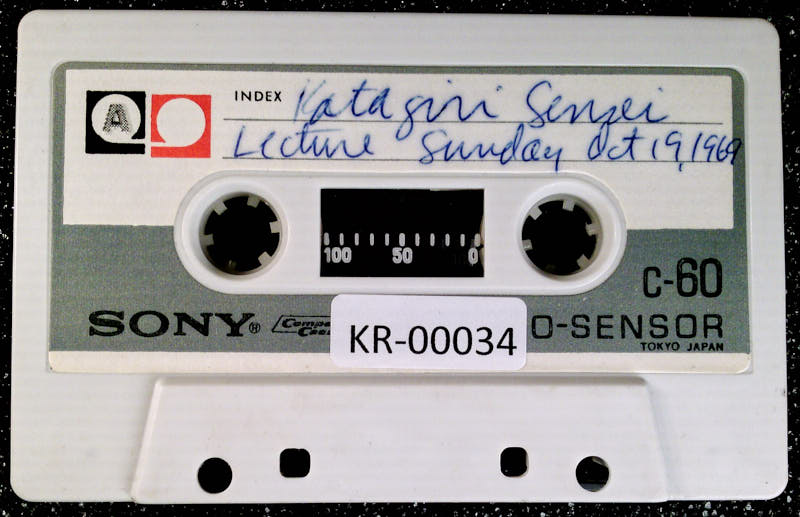 A
INDEX Katagiri Sensei
Lecture Sunday Oct 19, 1969
100 50 0
C-60
SONY®
KR-00034
O-SENSOR
TOKYO JAPAN